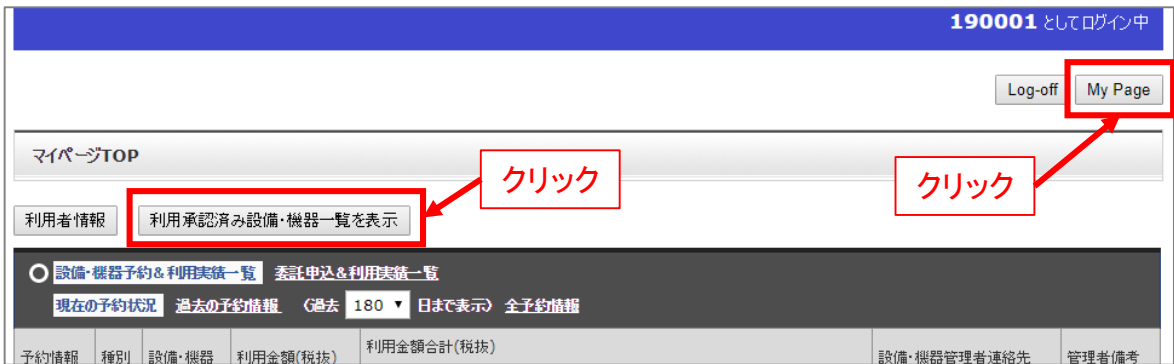 190001 としてログイン中
Log-off My Page
マイページTOP
クリック
クリック
利用者情報 利用承認済み設備・機器一覧を表示
設備・機器予約&利用実績一覧 委託申込&利用実績一覧
現在の予約状況 過去の予約情報 (過去 180 ▼ 日まで表示) 全予約情報
予約情報 種別 設備・機器 利用金額(税抜) 利用金額合計(税抜) 設備・機器管理者連絡先 管理者備考